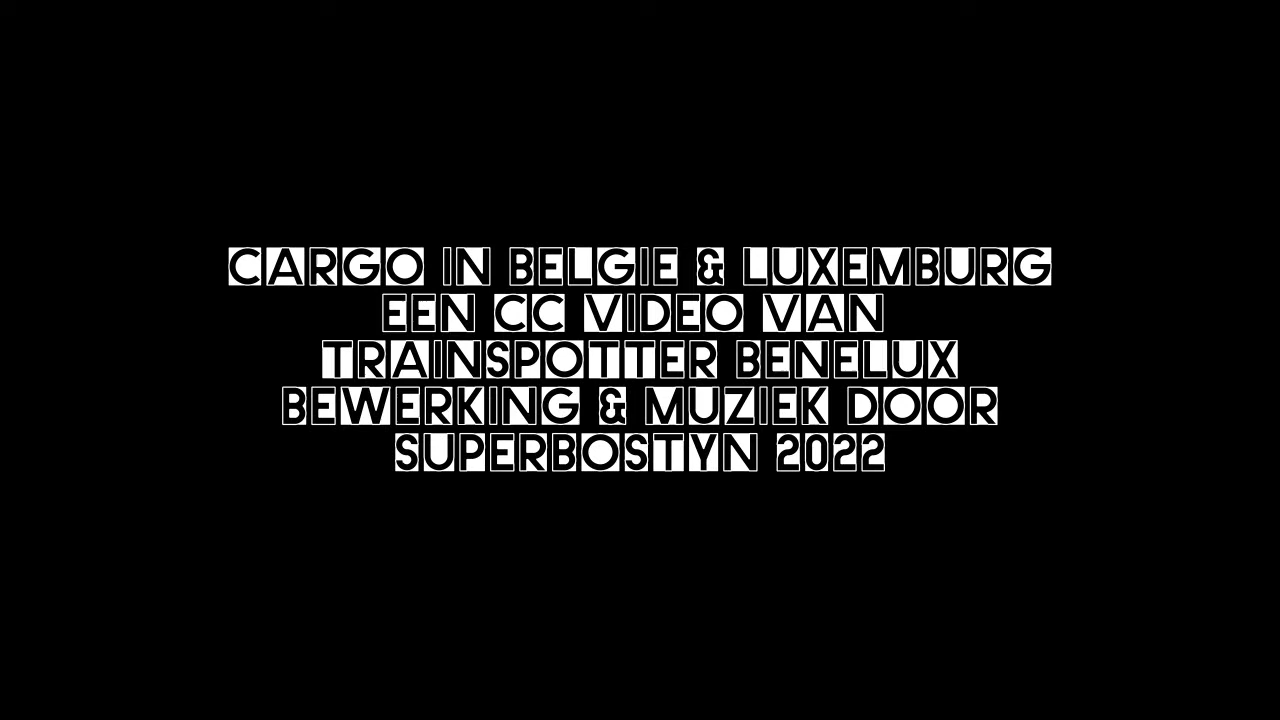 CARGO IN BELGIE & LUXEMBURG
EEN CC VIDEO VAN
TRAINSPOTTER BENELUX
BEWERKING & MUZIEK DOOR
SUPERBOSTYN 2022